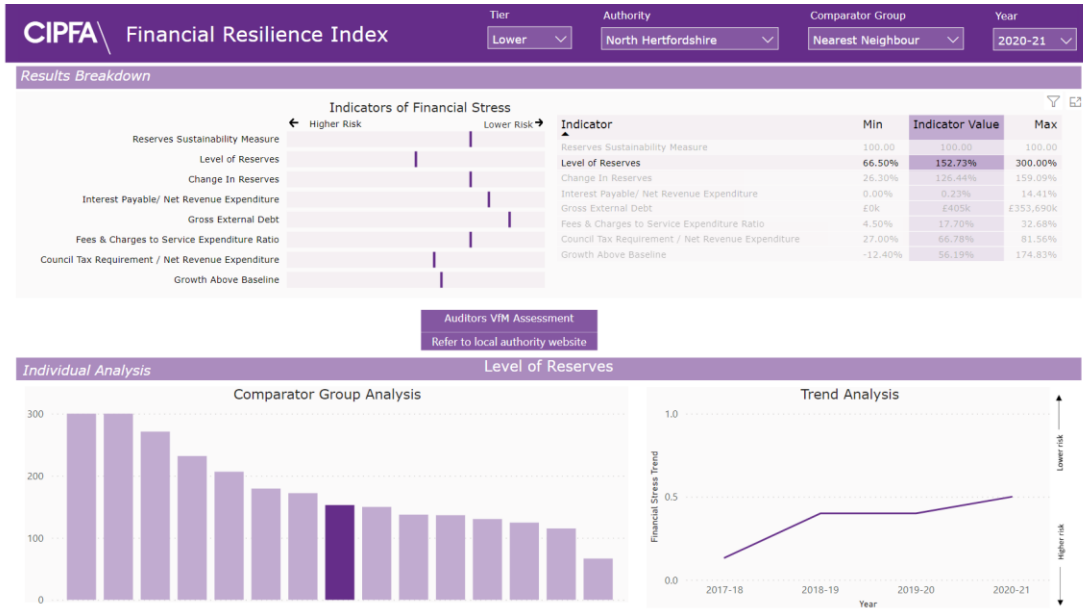 CIPFA Financial Resilience Index
Tier Authority Comparator Group Year
Lower North Hertfordshire Nearest Neighbour 2020-21
Results Breakdown
Indicators of Financial Stress
Higher Risk Lower Risk
Reserves Sustainability Measure
Level of Reserves
Change In Reserves
Interest Payable/ Net Revenue Expenditure
Gross External Debt
Fees & Charges to Service Expenditure Ratio
Council Tax Requirement / Net Revenue Expenditure
Growth Above Baseline
Indicator Min Indicator Value Max
Reserves Sustainability Measure 100.00 100.00 100.00
Level of Reserves 66.50% 152.73% 300.00%
Change In Reserves 26.30% 126.44% 159.09%
Interest Payable/ Net Revenue Expenditure 0.00% 0.23% 14.41%
Gross External Debt £0k £405k £353,690k
Fees & Charges to Service Expenditure Ratio 4.50% 17.70% 32.68%
Council Tax Requirement / Net Revenue Expenditure 27.00% 66.78% 81.56%
Growth Above Baseline -12.40% 56.19% 174.83%
Auditors VfM Assessment
Refer to local authority website
Individual Analysis Level of Reserves
Comparator Group Analysis
300
200
100
0
Trend Analysis
1.0
0.5
0.0
Financial Stress Trend
2017-18 2018-19 2019-20 2020-21
Year
Lower risk
Higher risk